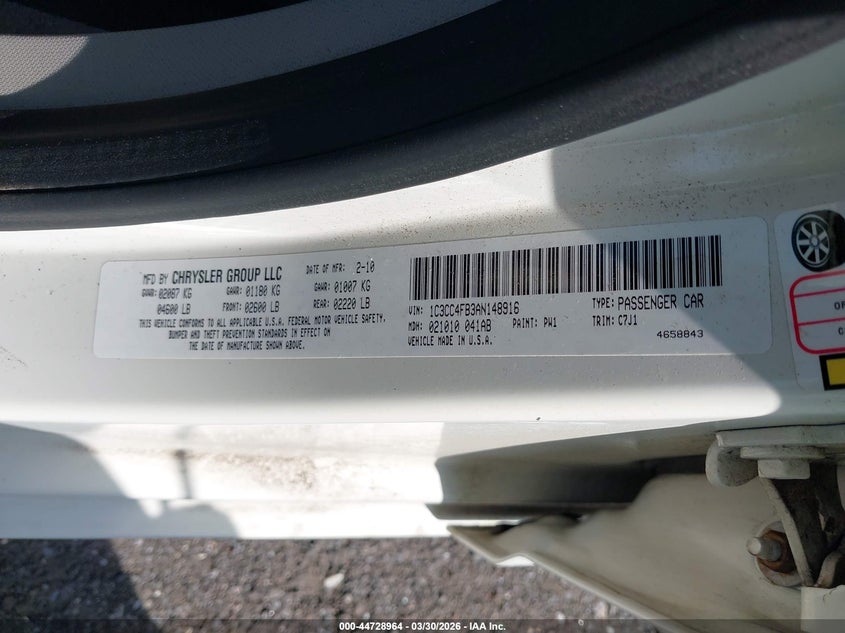 MFD BY CHRYSLER GROUP LLC
DATE OF MFR: 2-10
GVWR: 02087 KG
GAWR: 01180 KG
GAWR: 01007 KG
04600 LB
FRONT: 02600 LB
REAR: 02220 LB
THIS VEHICLE CONFORMS TO ALL APPLICABLE U.S.A. FEDERAL MOTOR VEHICLE SAFETY,
BUMPER AND THEFT PREVENTION STANDARDS IN EFFECT ON
THE DATE OF MANUFACTURE SHOWN ABOVE.
VIN: 1C3CC4FB3AN148916
TYPE: PASSENGER CAR
MDH: 021010 041AB
PAINT: PW1
TRIM: C7J1
VEHICLE MADE IN U.S.A.
4658843
000-44728964 - 03/30/2026 - IAA Inc.